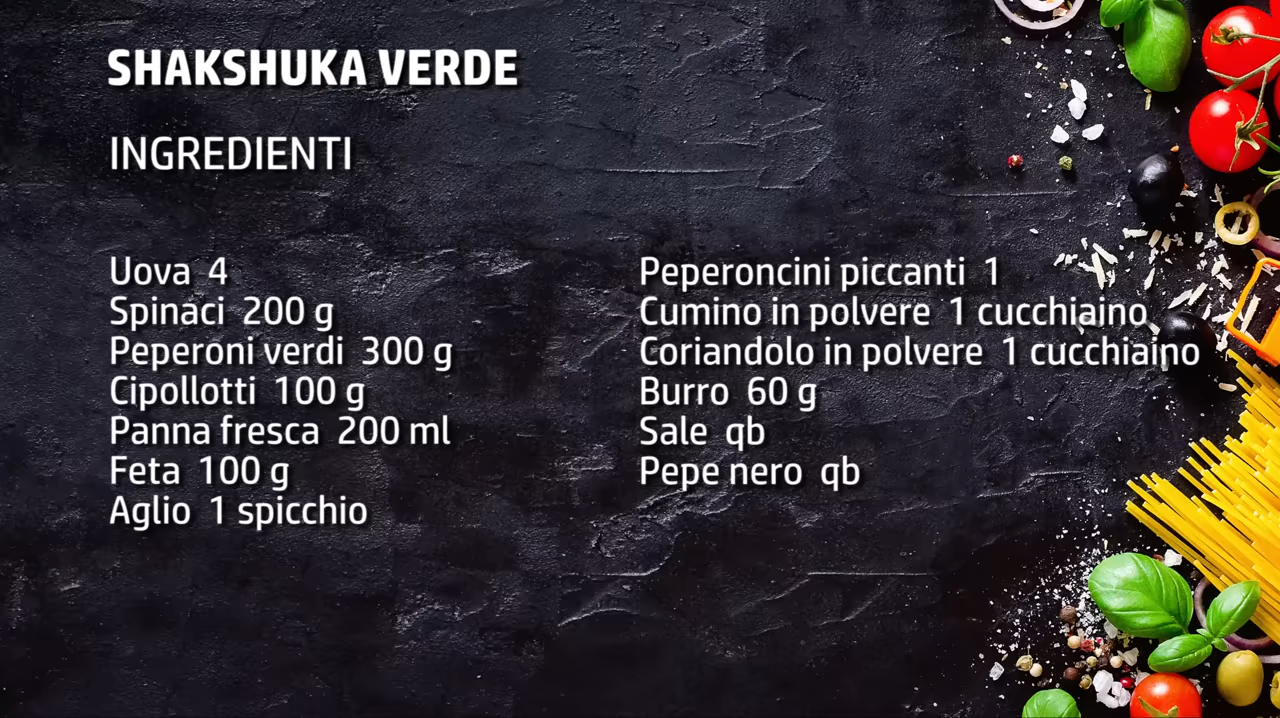 SHAKSHUKA VERDE
INGREDIENTI
Uova 4
Spinaci 200 g
Peperoni verdi 300 g
Cipollotti 100 g
Panna fresca 200 ml
Feta 100 g
Aglio 1 spicchio
Peperoncini piccanti 1
Cumino in polvere 1 cucchiaino
Coriandolo in polvere 1 cucchiaino
Burro 60 g
Sale qb
Pepe nero qb